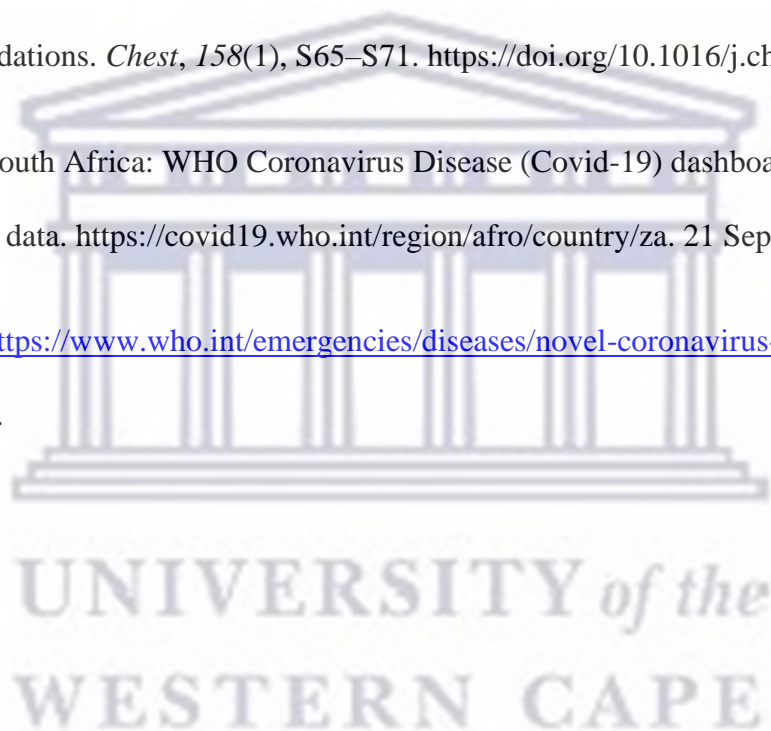 dations. Chest, 158(1), S65–S71. https://doi.org/10.1016/j.ch
outh Africa: WHO Coronavirus Disease (Covid-19) dashboa
data. https://covid19.who.int/region/afro/country/za. 21 Sep
ttps://www.who.int/emergencies/diseases/novel-coronavirus-
.
UNIVERSITY of the
WESTERN CAPE